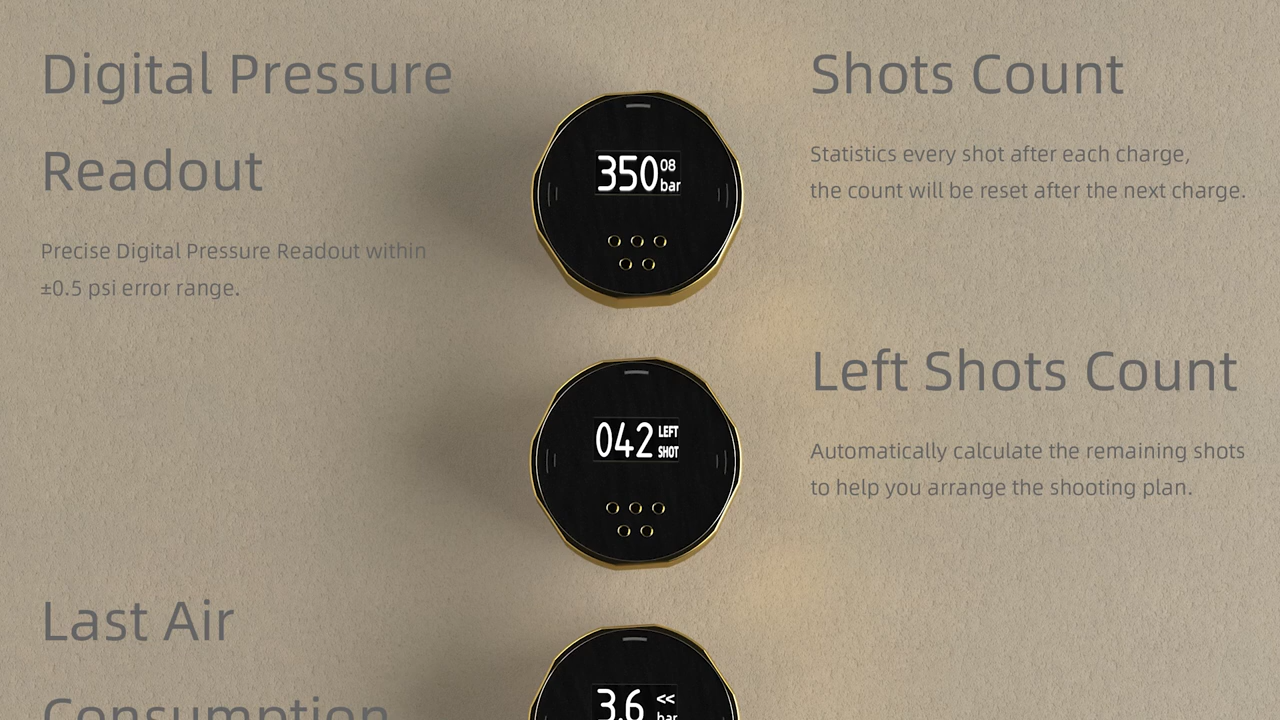 Digital Pressure
Readout
Precise Digital Pressure Readout within
±0.5 psi error range.
350 08
bar
Shots Count
Statistics every shot after each charge,
the count will be reset after the next charge.
042 LEFT
SHOT
Left Shots Count
Automatically calculate the remaining shots
to help you arrange the shooting plan.
Last Air
Consumption
3.6 <<
bar